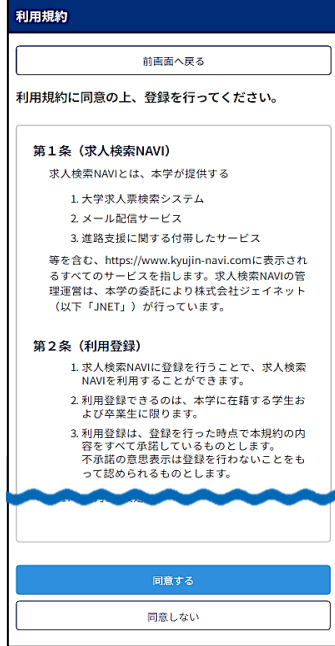 利用規約
前画面へ戻る
利用規約に同意の上、登録を行ってください。
第１条（求人検索NAVI）
求人検索NAVIとは、本学が提供する
1. 大学求人票検索システム
2. メール配信サービス
3. 進路支援に関する付帯したサービス
等を含む、https://www.kyujin-navi.comに表示され
るすべてのサービスを指します。求人検索NAVIの管
理運営は、本学の委託により株式会社ジェイネット
（以下「JNET」）が行っています。
第２条（利用登録）
1. 求人検索NAVIに登録を行うことで、求人検索
NAVIを利用することができます。
2. 利用登録できるのは、本学に在籍する学生お
よび卒業生に限ります。
3. 利用登録は、登録を行った時点で本規約の内
容をすべて承諾しているものとします。
不承諾の意思表示は登録を行わないことをも
って認められるものとします。
同意する
同意しない